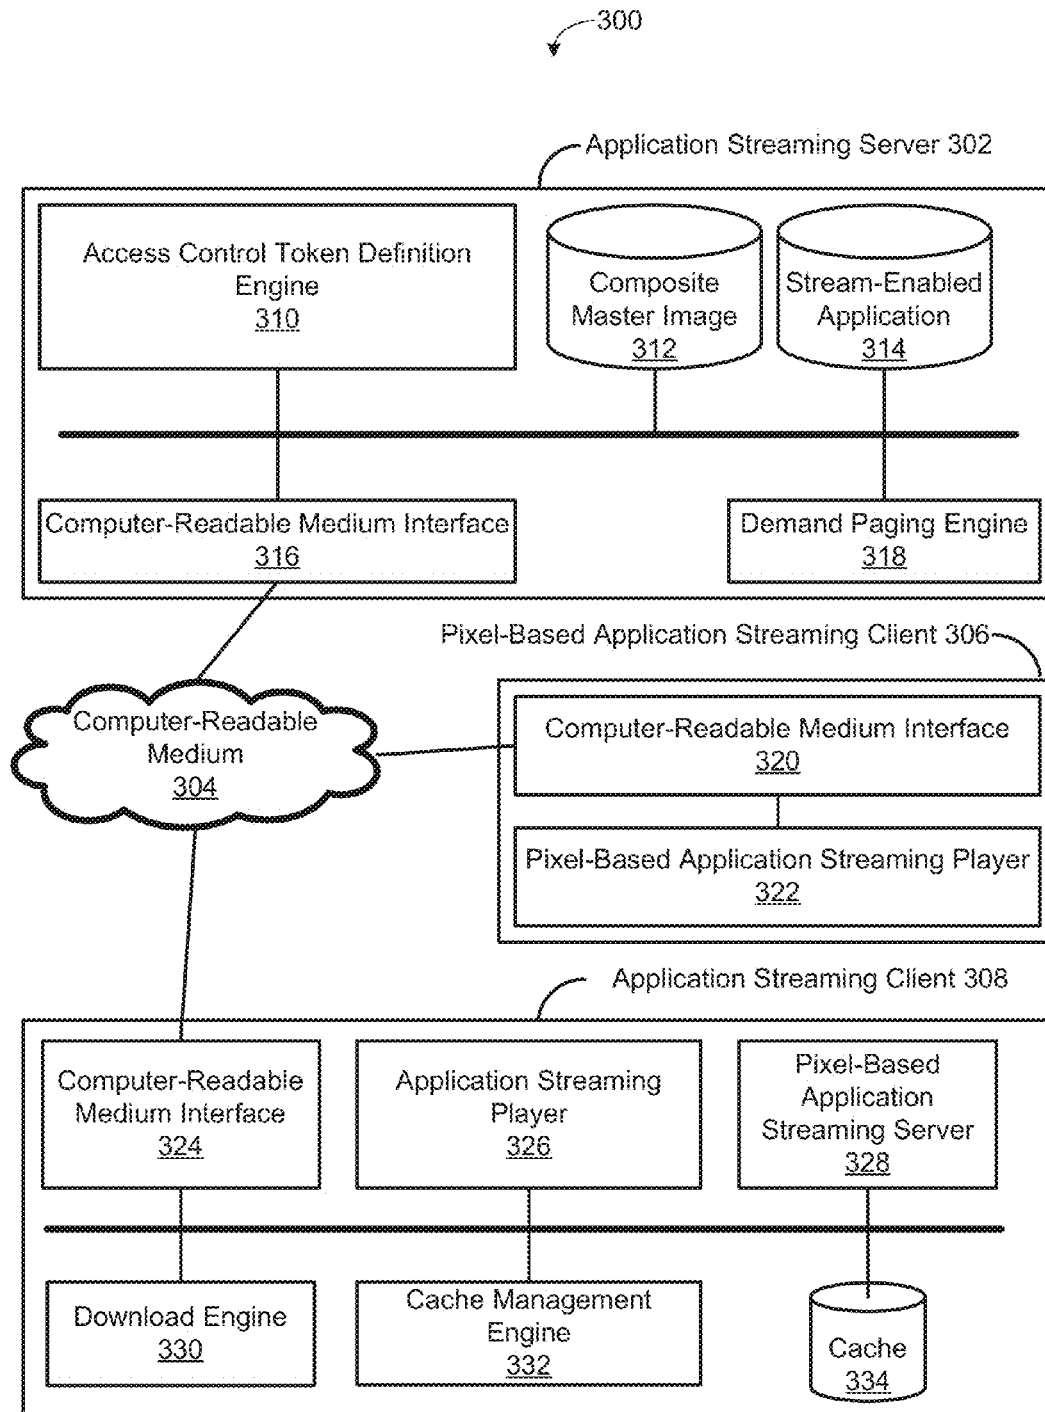 300
Application Streaming Server 302
Access Control Token Definition
Engine
310
Composite
Master Image
312
Stream-Enabled
Application
314
Computer-Readable Medium Interface
316
Demand Paging Engine
318
Pixel-Based Application Streaming Client 306
Computer-Readable
Medium
304
Computer-Readable Medium Interface
320
Pixel-Based Application Streaming Player
322
Application Streaming Client 308
Computer-Readable
Medium Interface
324
Application Streaming
Player
326
Pixel-Based
Application
Streaming Server
328
Download Engine
330
Cache Management
Engine
332
Cache
334